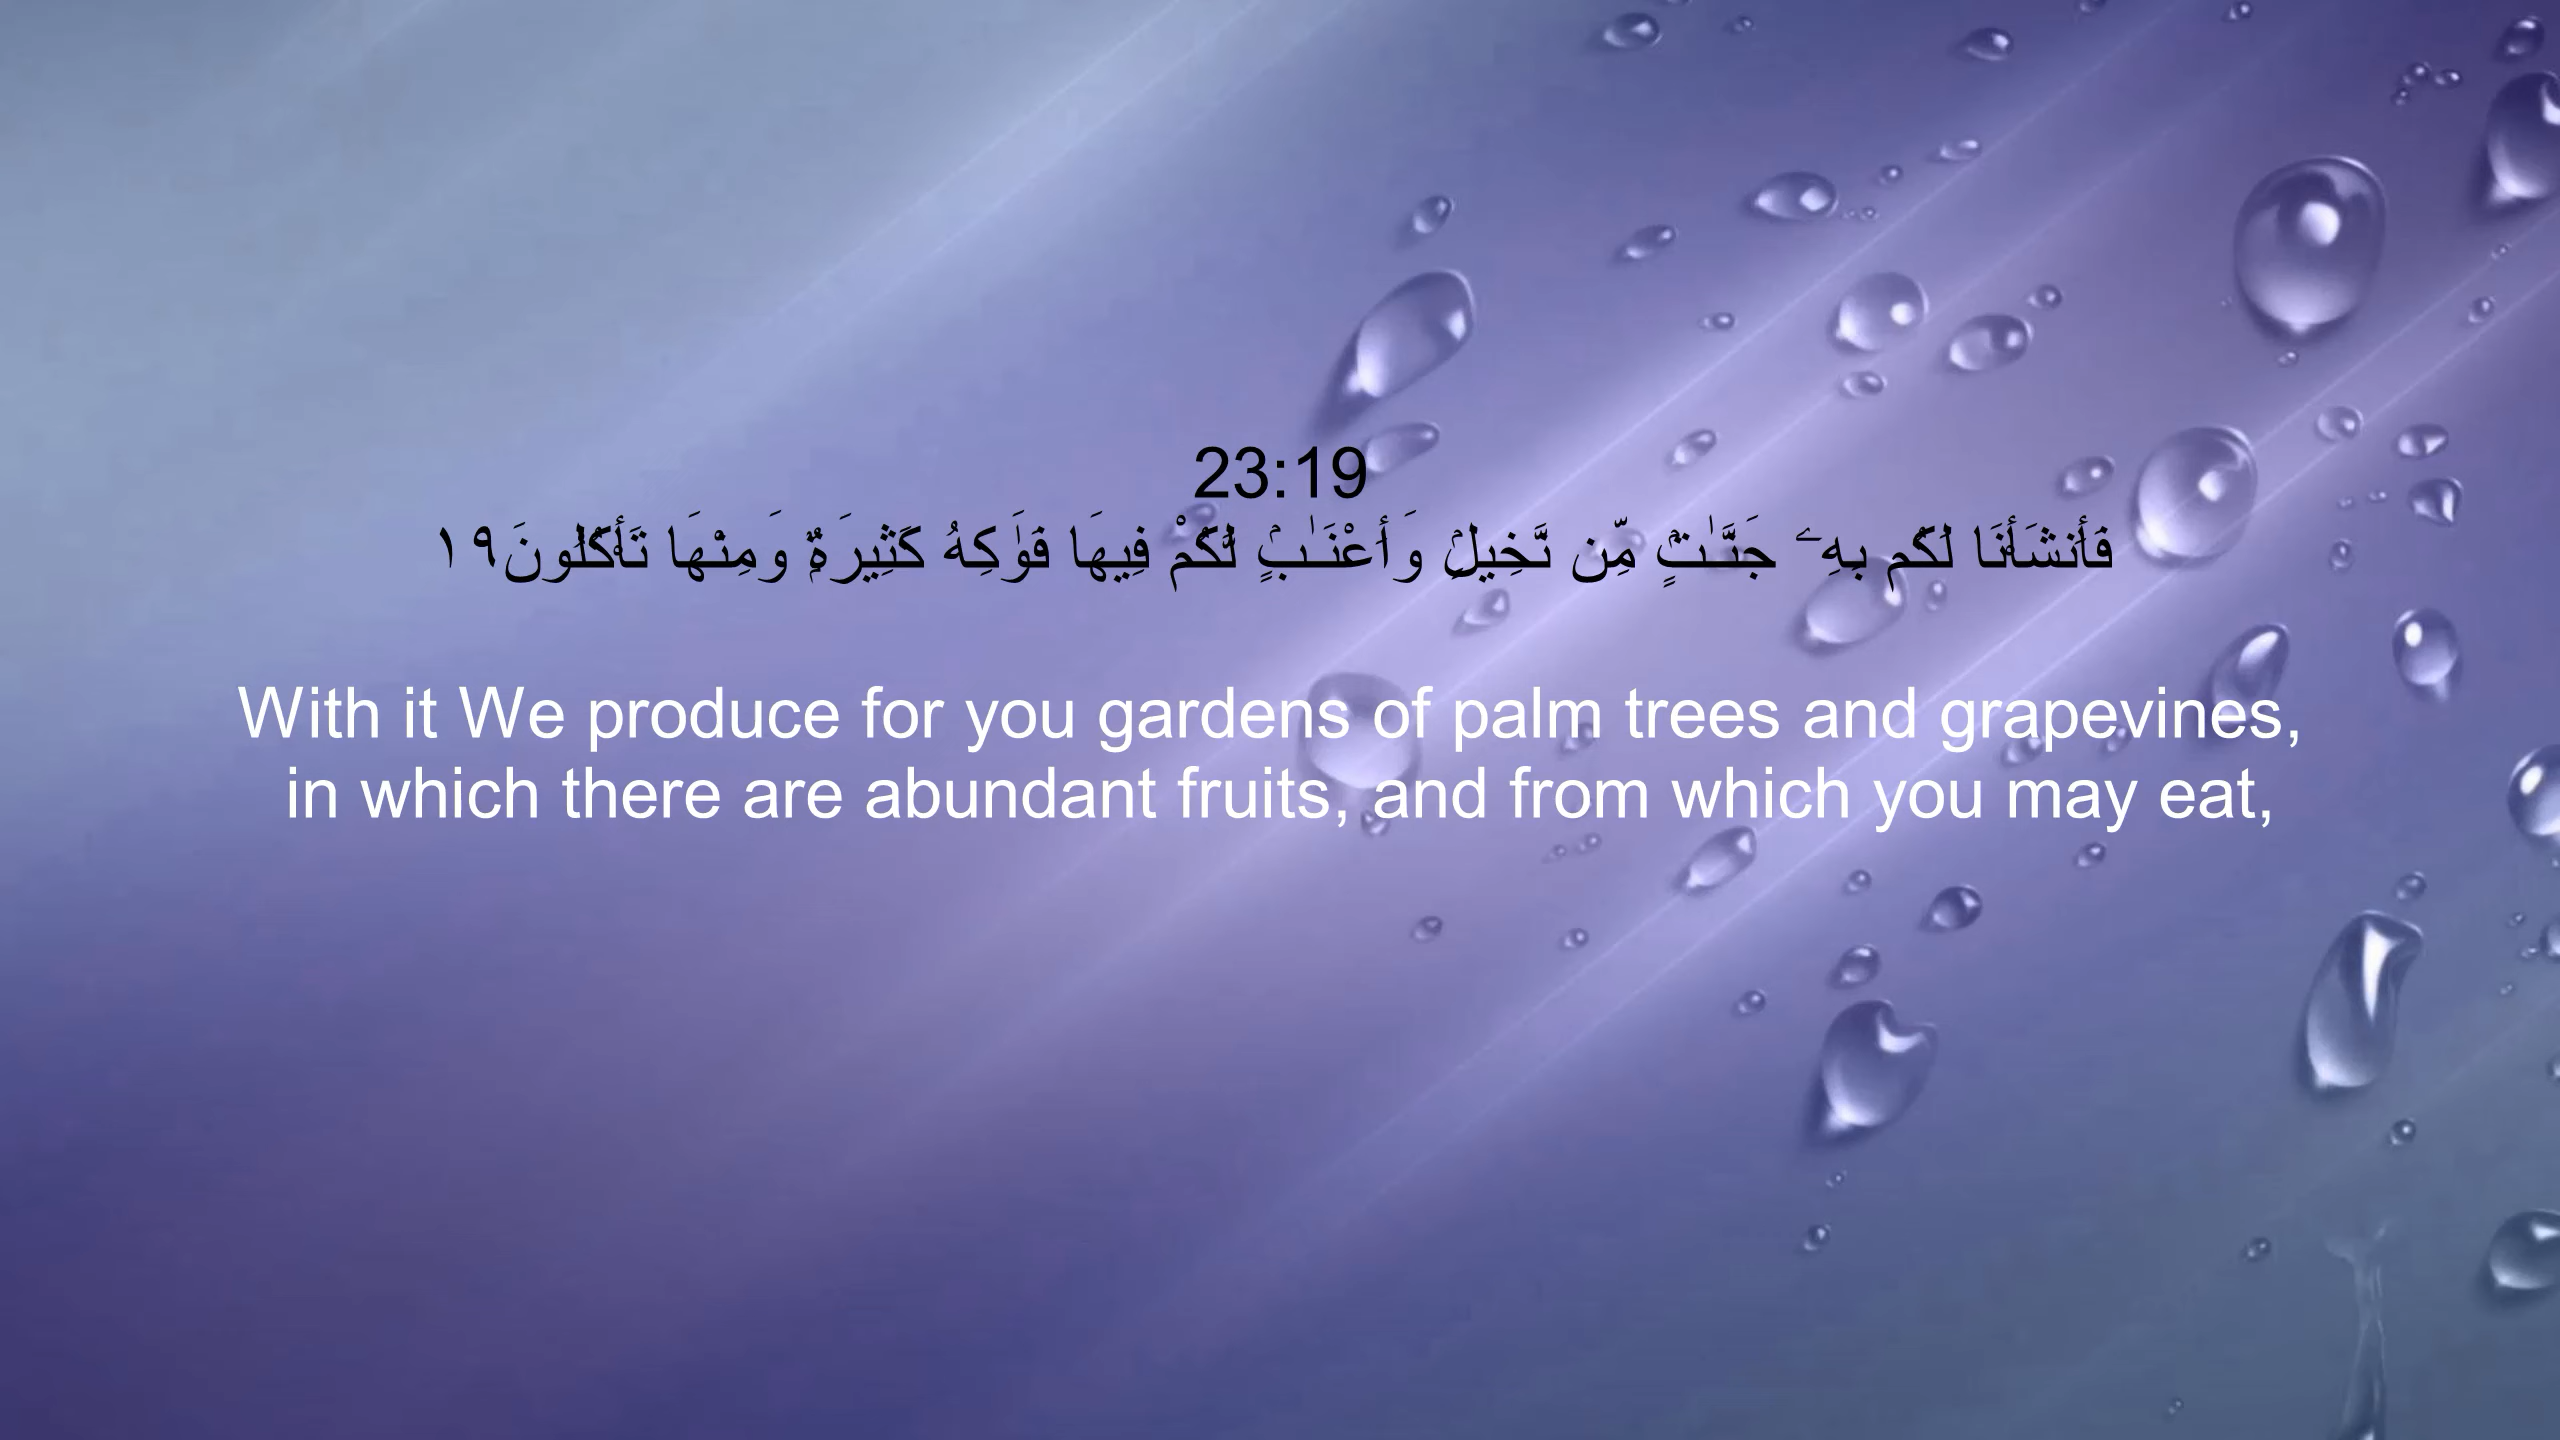 23:19
فَأَنشَأْنَا لَكُم بِهِۦ جَنَّـٰتٍۢ مِّن نَّخِيلٍۢ وَأَعْنَـٰبٍۢ لَّكُمْ فِيهَا فَوَٰكِهُ كَثِيرَةٌۭ وَمِنْهَا تَأْكُلُونَ١٩
With it We produce for you gardens of palm trees and grapevines,
in which there are abundant fruits, and from which you may eat,